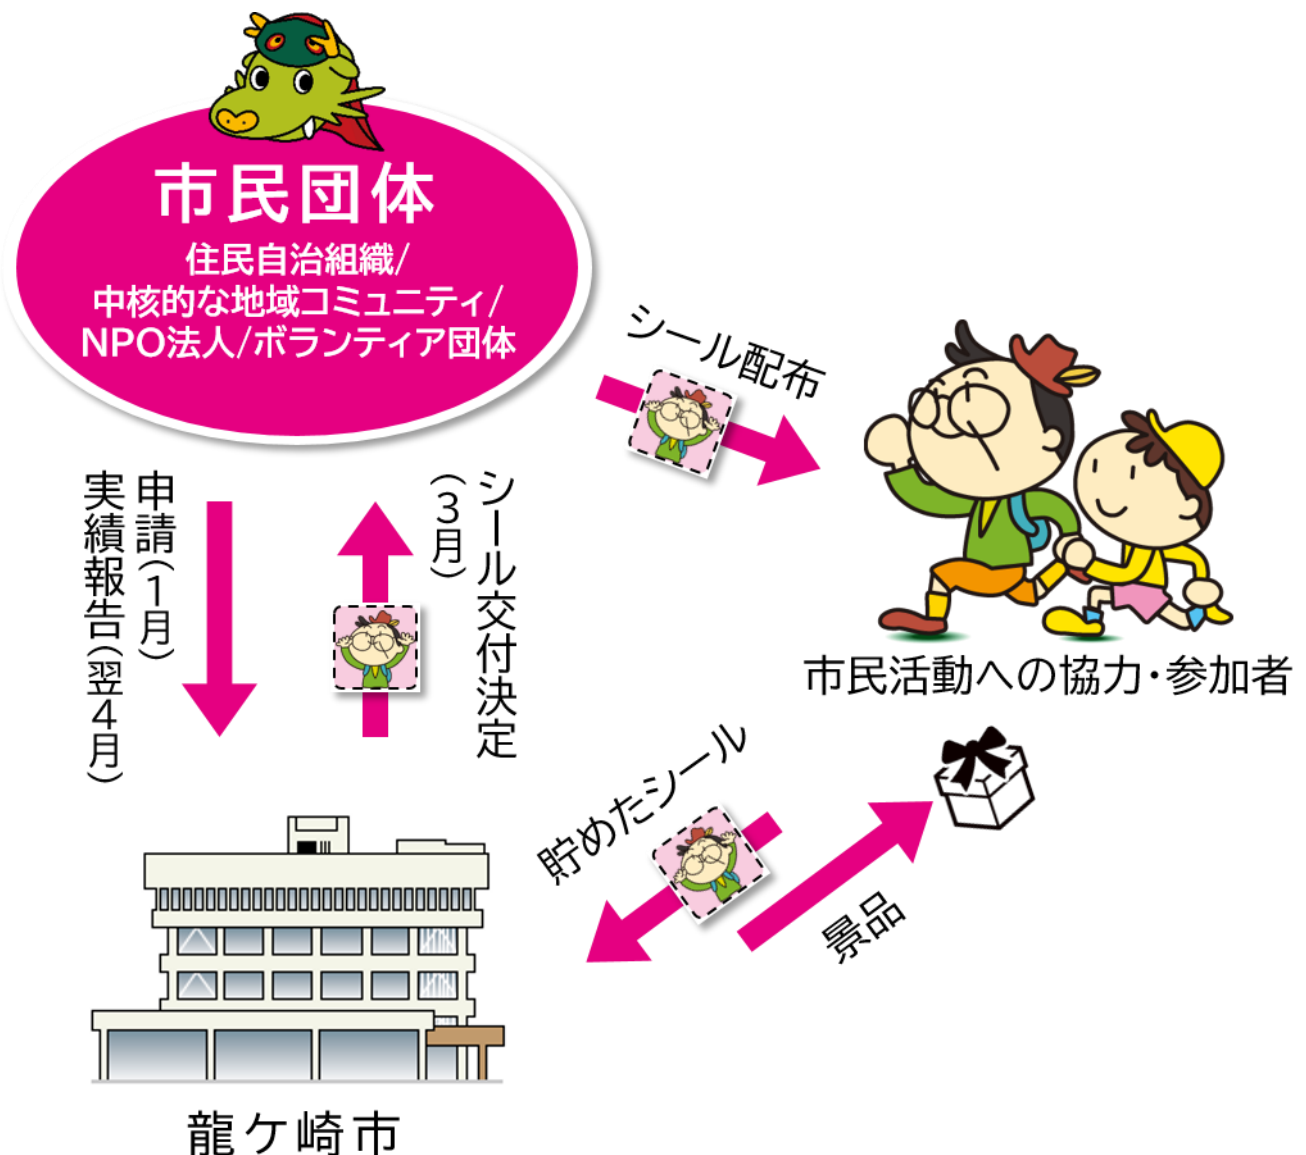 市民団体
住民自治組織/
中核的な地域コミュニティ/
NPO法人/ボランティア団体
シール配布
申請(1月)
実績報告(翌4月)
シール交付決定
(3月)
市民活動への協力・参加者
貯めたシール
景品
龍ケ崎市